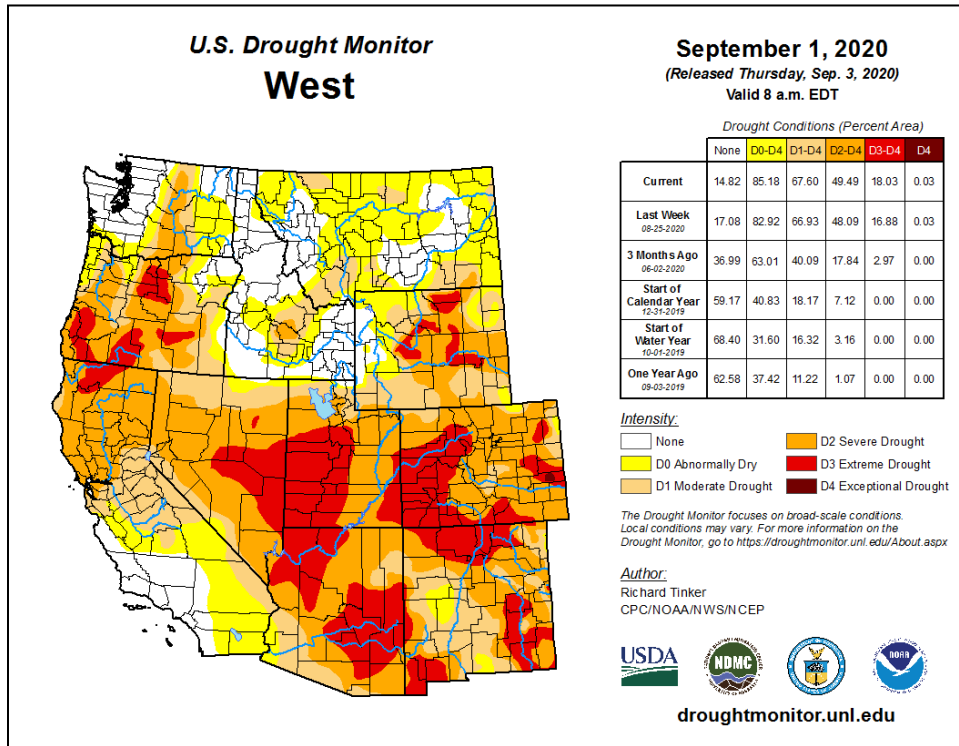 U.S. Drought Monitor
West
September 1, 2020
(Released Thursday, Sep. 3, 2020)
Valid 8 a.m. EDT
Drought Conditions (Percent Area)
None D0-D4 D1-D4 D2-D4 D3-D4 D4
Current 14.82 85.18 67.60 49.49 18.03 0.03
Last Week
08-25-2020 17.08 82.92 66.93 48.09 16.88 0.03
3 Months Ago
06-02-2020 36.99 63.01 40.09 17.84 2.97 0.00
Start of
Calendar Year
12-31-2019 59.17 40.83 18.17 7.12 0.00 0.00
Start of
Water Year
10-01-2019 68.40 31.60 16.32 3.16 0.00 0.00
One Year Ago
09-03-2019 62.58 37.42 11.22 1.07 0.00 0.00
Intensity:
None
D0 Abnormally Dry
D1 Moderate Drought
D2 Severe Drought
D3 Extreme Drought
D4 Exceptional Drought
The Drought Monitor focuses on broad-scale conditions.
Local conditions may vary. For more information on the
Drought Monitor, go to https://droughtmonitor.unl.edu/About.aspx
Author:
Richard Tinker
CPC/NOAA/NWS/NCEP
USDA
NDMC
NOAA
droughtmonitor.unl.edu